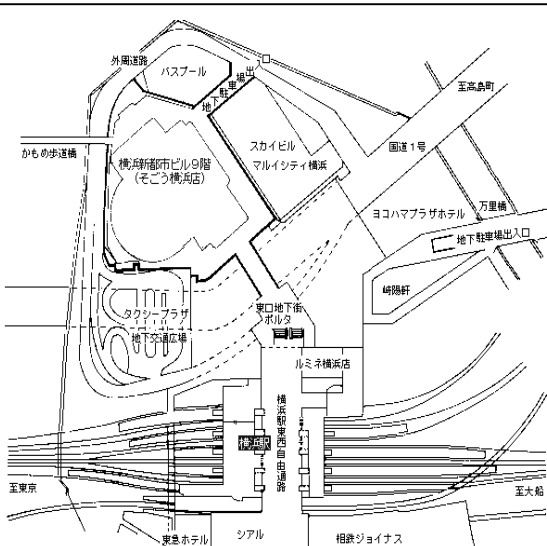 外周道路
バスプール
地下駐車場出
至高島町
スカイビル
マルイシティ横浜
国道1号
かもめ歩道橋
横浜新都市ビル9階
(そごう横浜店)
ヨコハマプラザホテル
万里橋
地下駐車場出入口
崎陽軒
東口地下街
ポルタ
タクシープラザ
地下交通広場
ルミネ横浜店
横浜駅東西自由通路
横浜駅
至東京
至大船
東急ホテル
シアル
相鉄ジョイナス